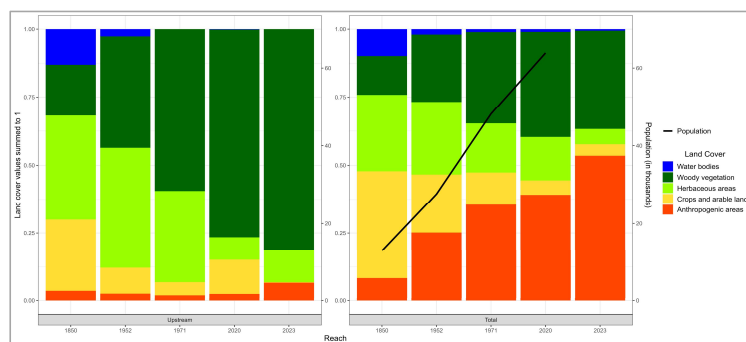 Land cover values summed to 1
1.00
0.75
0.50
0.25
0.00
60
40
20
0
1850
1952
1971
2020
2023
Upstream
1.00
0.75
0.50
0.25
0.00
60
40
20
0
1850
1952
1971
2020
2023
Total
Reach
Population (in thousands)
Population
Land Cover
Water bodies
Woody vegetation
Herbaceous areas
Crops and arable land
Anthropogenic areas